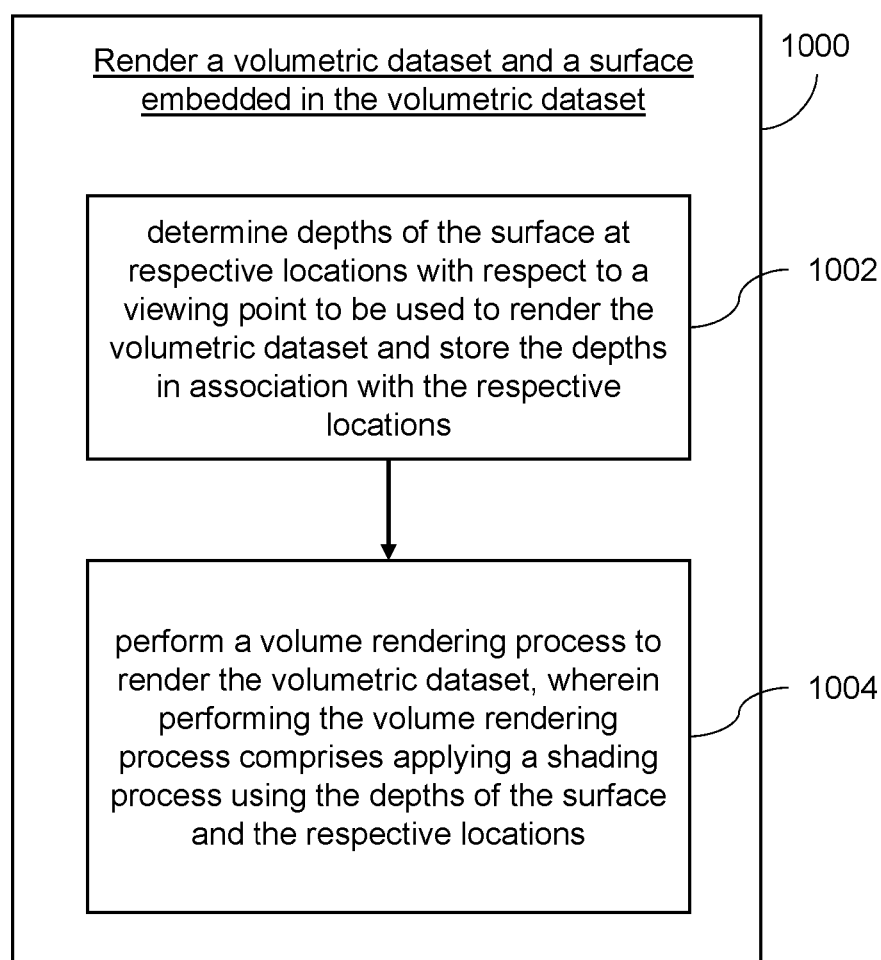 Render a volumetric dataset and a surface
embedded in the volumetric dataset
1000
determine depths of the surface at
respective locations with respect to a
viewing point to be used to render the
volumetric dataset and store the depths
in association with the respective
locations
1002
perform a volume rendering process to
render the volumetric dataset, wherein
performing the volume rendering
process comprises applying a shading
process using the depths of the surface
and the respective locations
1004